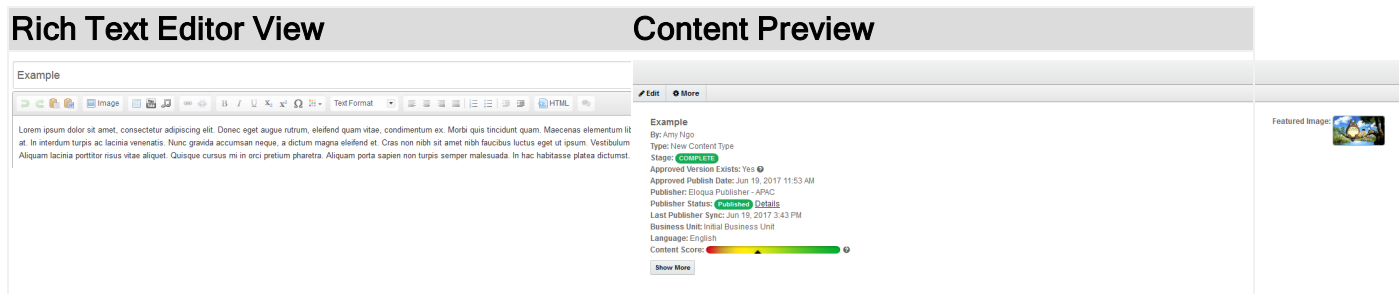 Rich Text Editor View
Content Preview
Example
Image
B I U X₂ x² Ω
Text Format
HTML
Lorem ipsum dolor sit amet, consectetur adipiscing elit. Donec eget augue rutrum, eleifend quam vitae, condimentum ex. Morbi quis tincidunt quam. Maecenas elementum lib
at. In interdum turpis ac lacinia venenatis. Nunc gravida accumsan neque, a dictum magna eleifend et. Cras non nibh sit amet nibh faucibus luctus eget ut ipsum. Vestibulum
Aliquam lacinia porttitor risus vitae aliquet. Quisque cursus mi in orci pretium pharetra. Aliquam porta sapien non turpis semper malesuada. In hac habitasse platea dictumst.
Edit More
Example
By: Amy Ngo
Type: New Content Type
Stage: COMPLETE
Approved Version Exists: Yes
Approved Publish Date: Jun 19, 2017 11:53 AM
Publisher: Eloqua Publisher - APAC
Publisher Status: Published Details
Last Publisher Sync: Jun 19, 2017 3:43 PM
Business Unit: Initial Business Unit
Language: English
Content Score:
Show More
Featured Image: